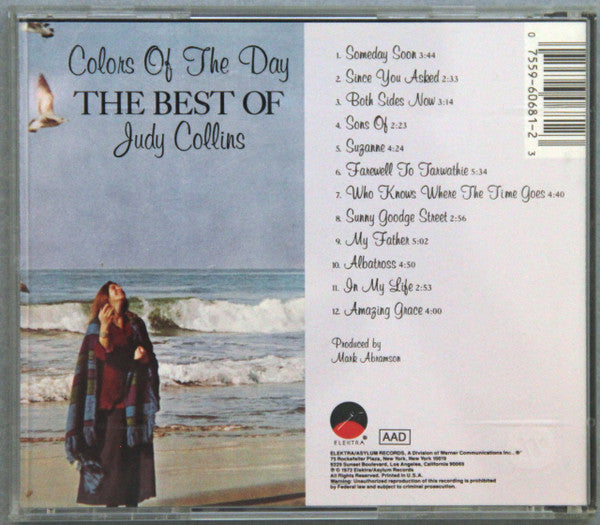 Colors Of The Day
THE BEST OF
Judy Collins
1. Someday Soon 3:44
2. Since You Asked 2:33
3. Both Sides Now 3:14
4. Sons Of 2:23
5. Suzanne 4:24
6. Farewell To Tarwathie 5:34
7. Who Knows Where The Time Goes 4:40
8. Sunny Goodge Street 2:56
9. My Father 5:02
10. Albatross 4:50
11. In My Life 2:53
12. Amazing Grace 4:00
Produced by
Mark Abramson
0 7559-60681-2 3
ELEKTRA
AAD
ELEKTRA/ASYLUM RECORDS, A Division of Warner Communications Inc., ®
75 Rockefeller Plaza, New York, New York 10019
9229 Sunset Boulevard, Los Angeles, California 90069
℗ © 1972 Elektra/Asylum Records
All Rights Reserved. Printed in U.S.A.
Warning: Unauthorized reproduction of this recording is prohibited
by Federal law and subject to criminal prosecution.